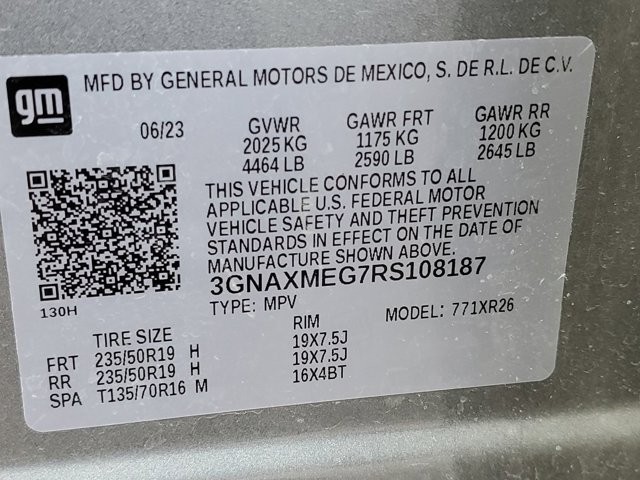 gm
MFD BY GENERAL MOTORS DE MEXICO, S. DE R.L. DE C.V.
06/23 GVWR GAWR FRT GAWR RR
2025 KG 1175 KG 1200 KG
4464 LB 2590 LB 2645 LB
THIS VEHICLE CONFORMS TO ALL
APPLICABLE U.S. FEDERAL MOTOR
VEHICLE SAFETY AND THEFT PREVENTION
STANDARDS IN EFFECT ON THE DATE OF
MANUFACTURE SHOWN ABOVE.
3GNAXMEG7RS108187
130H
TYPE: MPV MODEL: 771XR26
TIRE SIZE RIM
FRT 235/50R19 H 19X7.5J
RR 235/50R19 H 19X7.5J
SPA T135/70R16 M 16X4BT